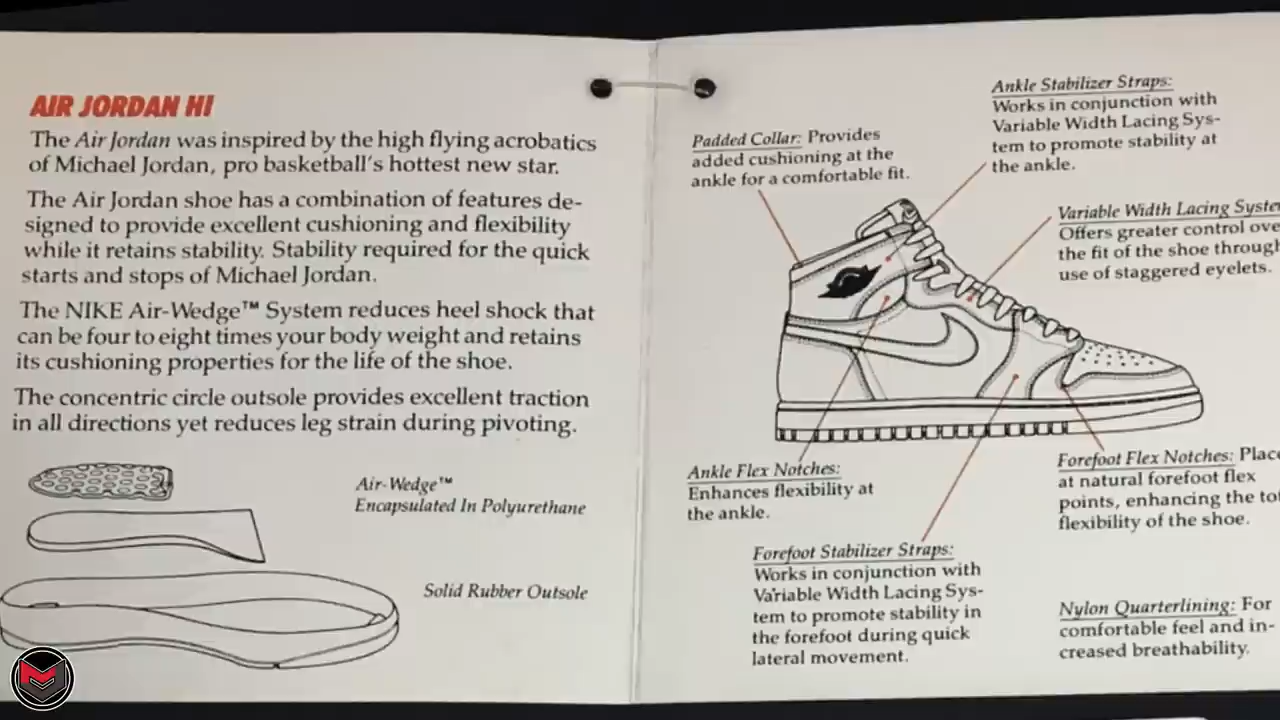 AIR JORDAN HI
The Air Jordan was inspired by the high flying acrobatics
of Michael Jordan, pro basketball's hottest new star.
The Air Jordan shoe has a combination of features de-
signed to provide excellent cushioning and flexibility
while it retains stability. Stability required for the quick
starts and stops of Michael Jordan.
The NIKE Air-Wedge™ System reduces heel shock that
can be four to eight times your body weight and retains
its cushioning properties for the life of the shoe.
The concentric circle outsole provides excellent traction
in all directions yet reduces leg strain during pivoting.
Air-Wedge™
Encapsulated In Polyurethane
Solid Rubber Outsole
Padded Collar: Provides
added cushioning at the
ankle for a comfortable fit.
Ankle Stabilizer Straps:
Works in conjunction with
Variable Width Lacing Sys-
tem to promote stability at
the ankle.
Variable Width Lacing Syste
Offers greater control ove
the fit of the shoe through
use of staggered eyelets.
Ankle Flex Notches:
Enhances flexibility at
the ankle.
Forefoot Stabilizer Straps:
Works in conjunction with
Variable Width Lacing Sys-
tem to promote stability in
the forefoot during quick
lateral movement.
Forefoot Flex Notches: Place
at natural forefoot flex
points, enhancing the tot
flexibility of the shoe.
Nylon Quarterlining: For
comfortable feel and in-
creased breathability.